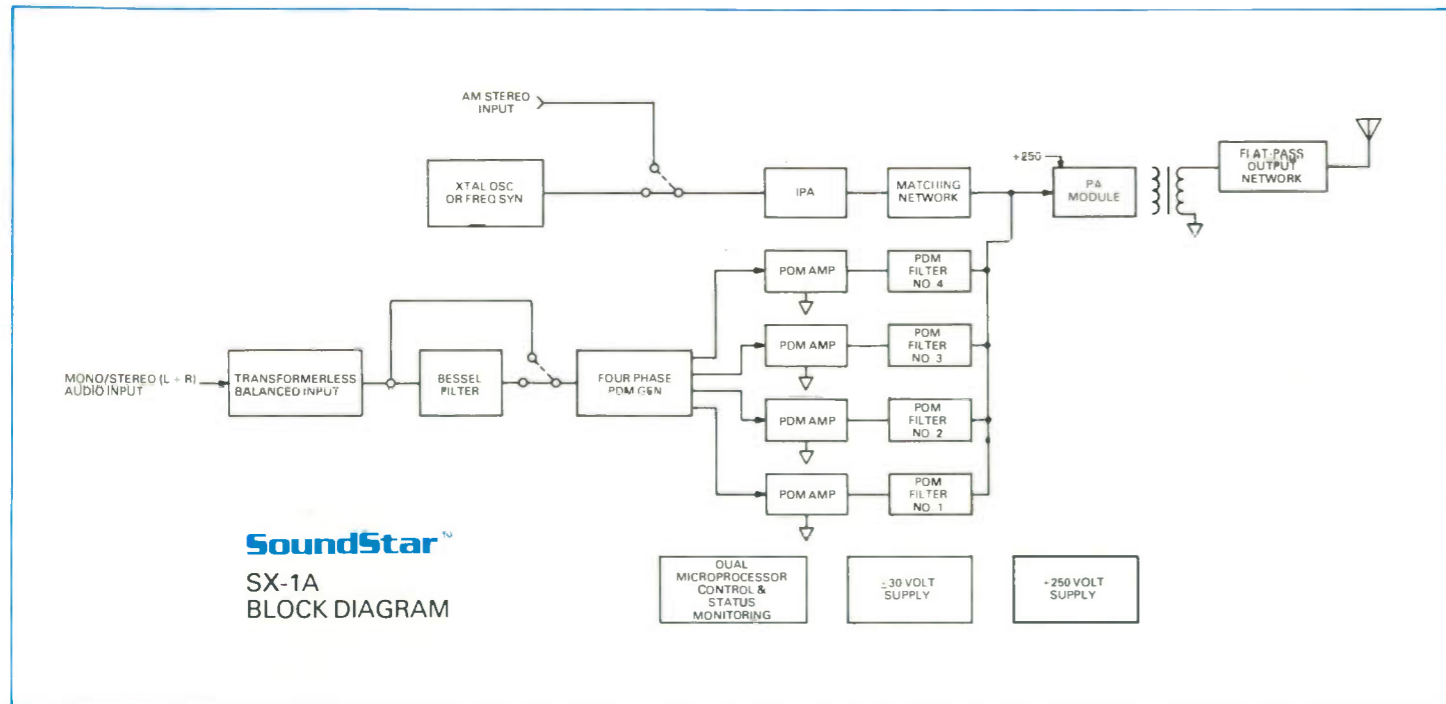 AM STEREO
INPUT
XTAL OSC
OR FREQ SYN
IPA
MATCHING
NETWORK
+250
PA
MODULE
FLAT-PASS
OUTPUT
NETWORK
PDM AMP
PDM
FILTER
NO. 4
PDM AMP
PDM
FILTER
NO. 3
PDM AMP
PDM
FILTER
NO. 2
PDM AMP
PDM
FILTER
NO. 1
MONO/STEREO (L + R)
AUDIO INPUT
TRANSFORMERLESS
BALANCED INPUT
BESSEL
FILTER
FOUR PHASE
PDM GEN
SoundStar
SX-1A
BLOCK DIAGRAM
DUAL
MICROPROCESSOR
CONTROL &
STATUS
MONITORING
±30 VOLT
SUPPLY
+250 VOLT
SUPPLY